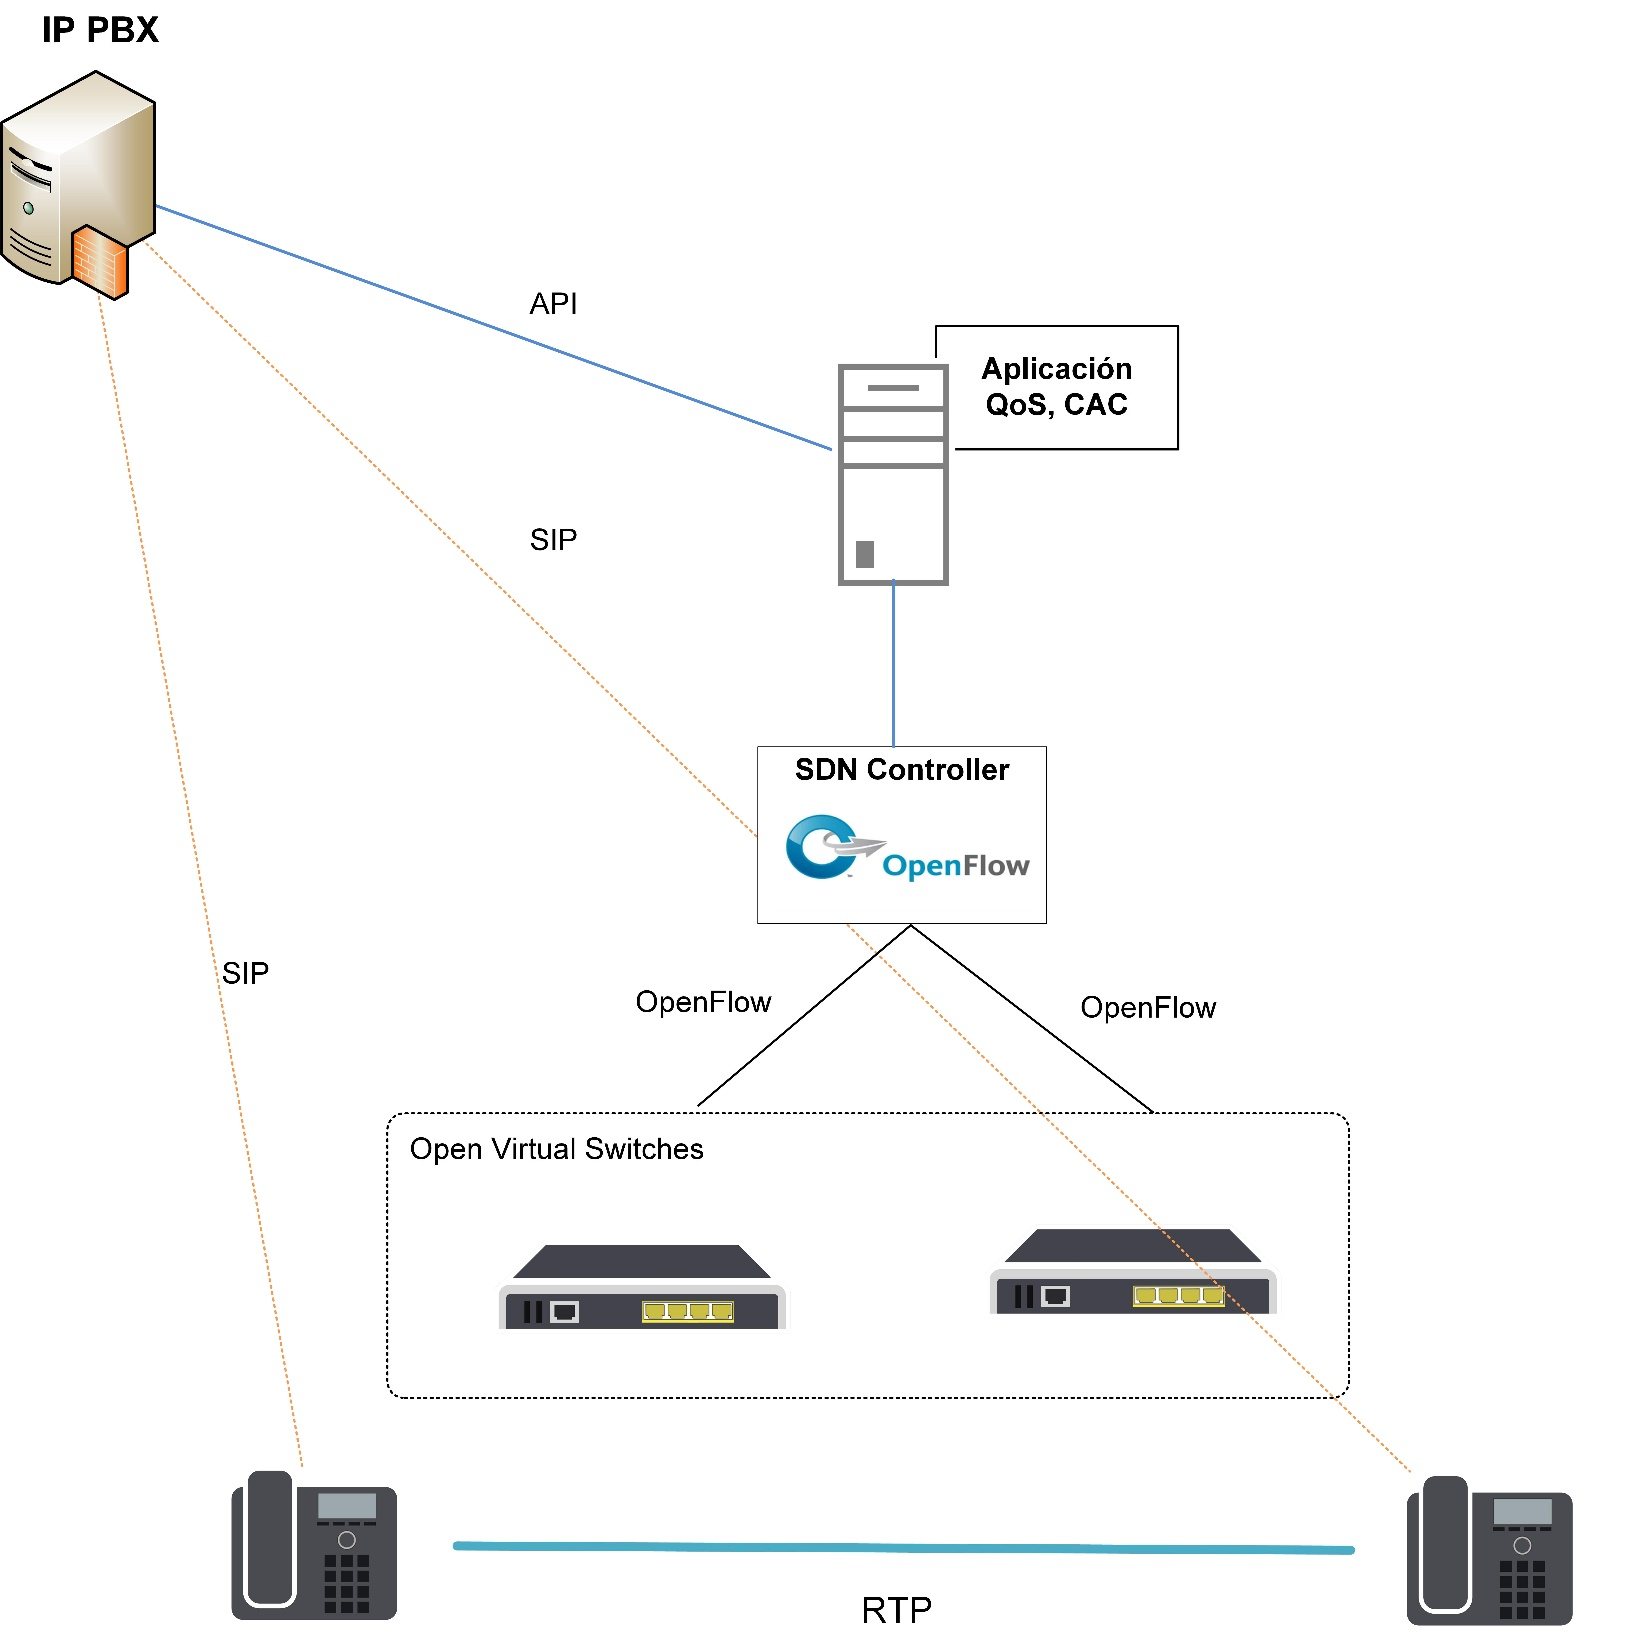 IP PBX
API
Aplicación
QoS, CAC
SIP
SDN Controller
OpenFlow
SIP
OpenFlow
OpenFlow
Open Virtual Switches
RTP